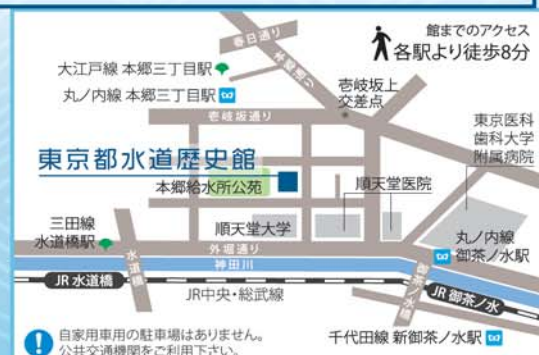 館までのアクセス
各駅より徒歩8分
春日通り
本郷通り
大江戸線 本郷三丁目駅
丸ノ内線 本郷三丁目駅
壱岐坂上
交差点
壱岐坂通り
東京医科
歯科大学
附属病院
東京都水道歴史館
本郷給水所公苑
順天堂医院
三田線
水道橋駅
順天堂大学
外堀通り
神田川
水道橋
丸ノ内線
御茶ノ水駅
御茶ノ水橋
JR 水道橋
JR中央・総武線
JR 御茶ノ水
自家用車用の駐車場はありません。
公共交通機関をご利用下さい。
千代田線 新御茶ノ水駅